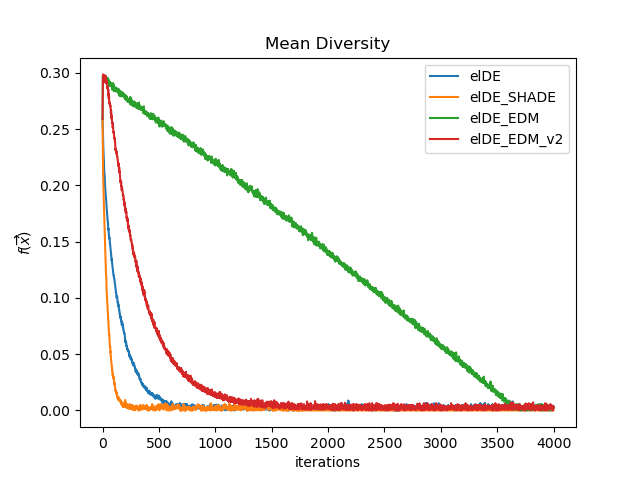 Mean Diversity
0.30
0.25
0.20
0.15
0.10
0.05
0.00
f(x⃗)
0 500 1000 1500 2000 2500 3000 3500 4000
iterations
elDE
elDE_SHADE
elDE_EDM
elDE_EDM_v2